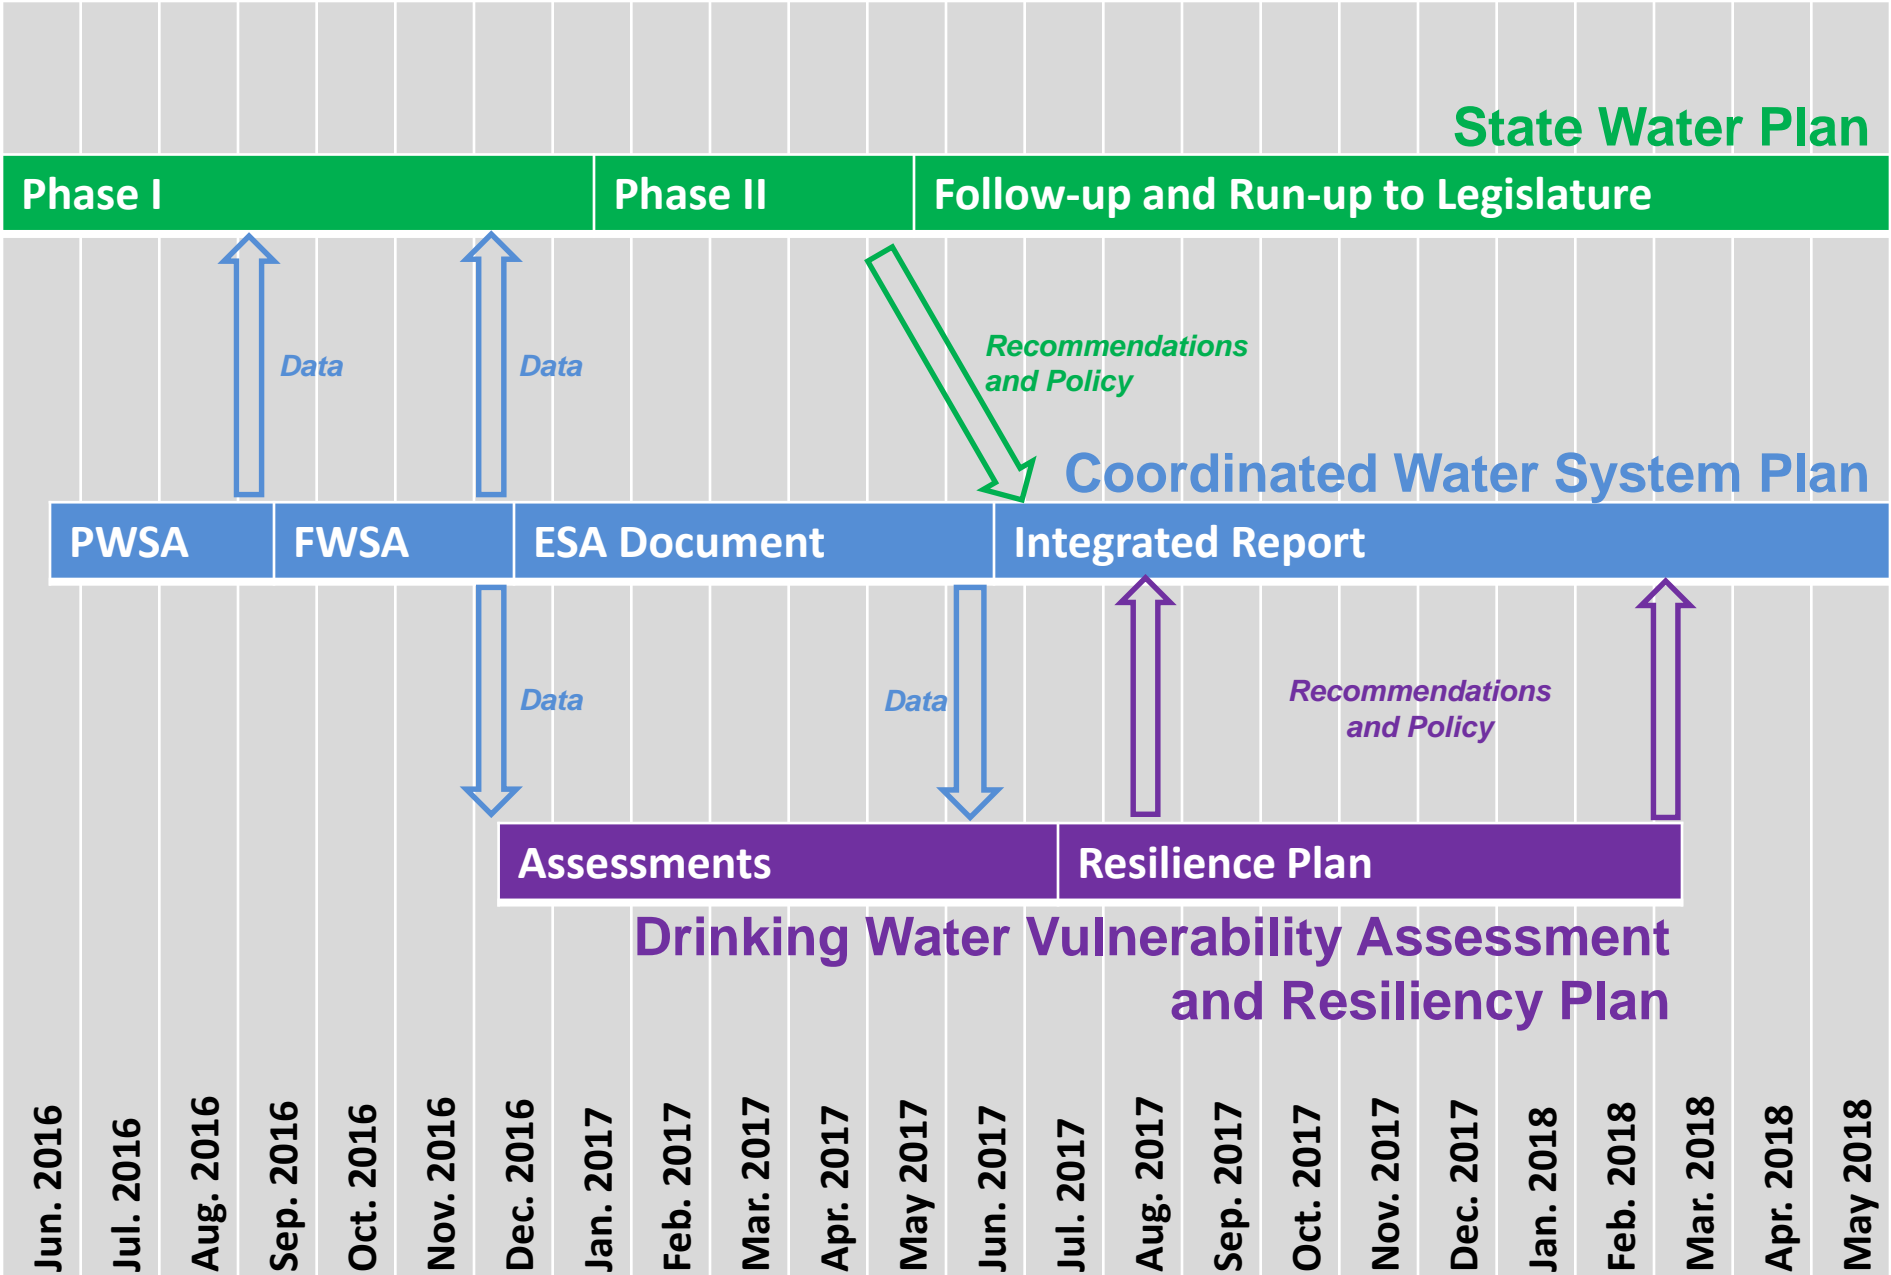 State Water Plan
Phase I
Phase II
Follow-up and Run-up to Legislature
Data
Data
Recommendations
and Policy
Coordinated Water System Plan
PWSA
FWSA
ESA Document
Integrated Report
Data
Data
Recommendations
and Policy
Assessments
Resilience Plan
Drinking Water Vulnerability Assessment
and Resiliency Plan
Jun. 2016
Jul. 2016
Aug. 2016
Sep. 2016
Oct. 2016
Nov. 2016
Dec. 2016
Jan. 2017
Feb. 2017
Mar. 2017
Apr. 2017
May 2017
Jun. 2017
Jul. 2017
Aug. 2017
Sep. 2017
Oct. 2017
Nov. 2017
Dec. 2017
Jan. 2018
Feb. 2018
Mar. 2018
Apr. 2018
May 2018